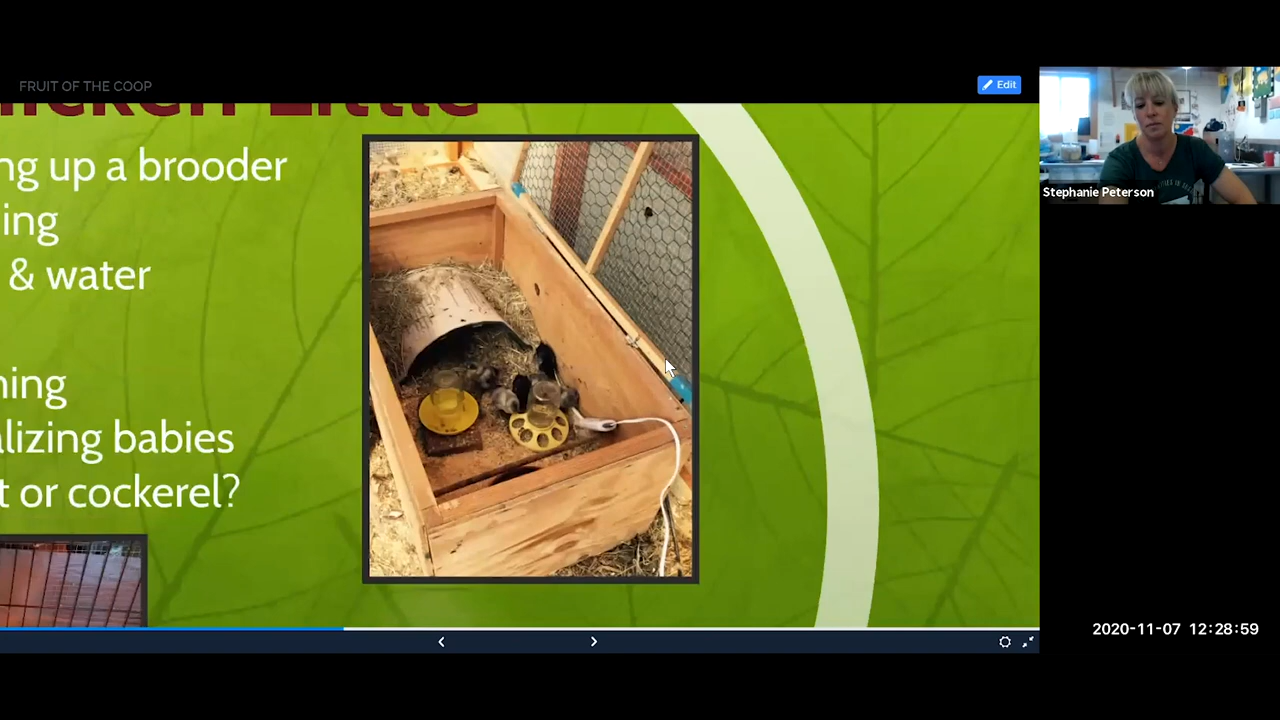 FRUIT OF THE COOP
Edit
Little
ng up a brooder
ing
& water
ning
alizing babies
t or cockerel?
Stephanie Peterson
2020-11-07 12:28:59